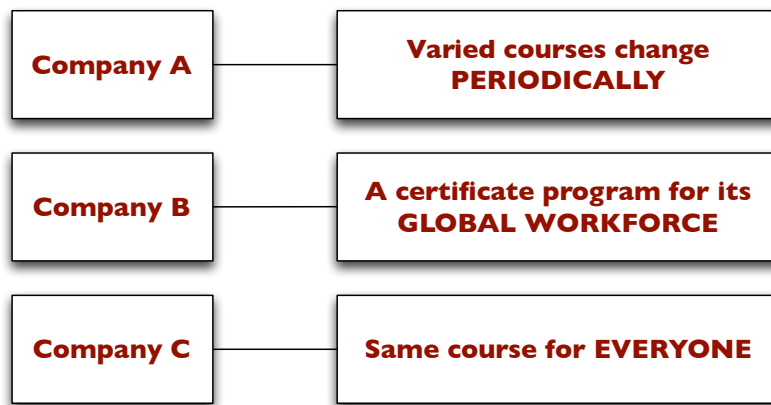 Company A
Varied courses change
PERIODICALLY
Company B
A certificate program for its
GLOBAL WORKFORCE
Company C
Same course for EVERYONE